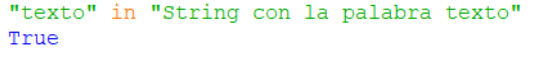 "texto" in "String con la palabra texto"
True